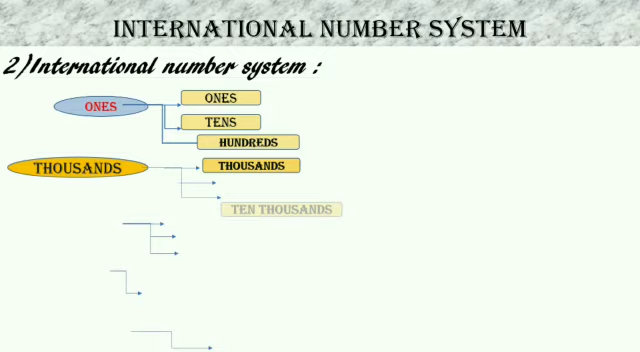 INTERNATIONAL NUMBER SYSTEM
2)International number system :
ONES
ONES
TENS
HUNDREDS
THOUSANDS
THOUSANDS
TEN THOUSANDS